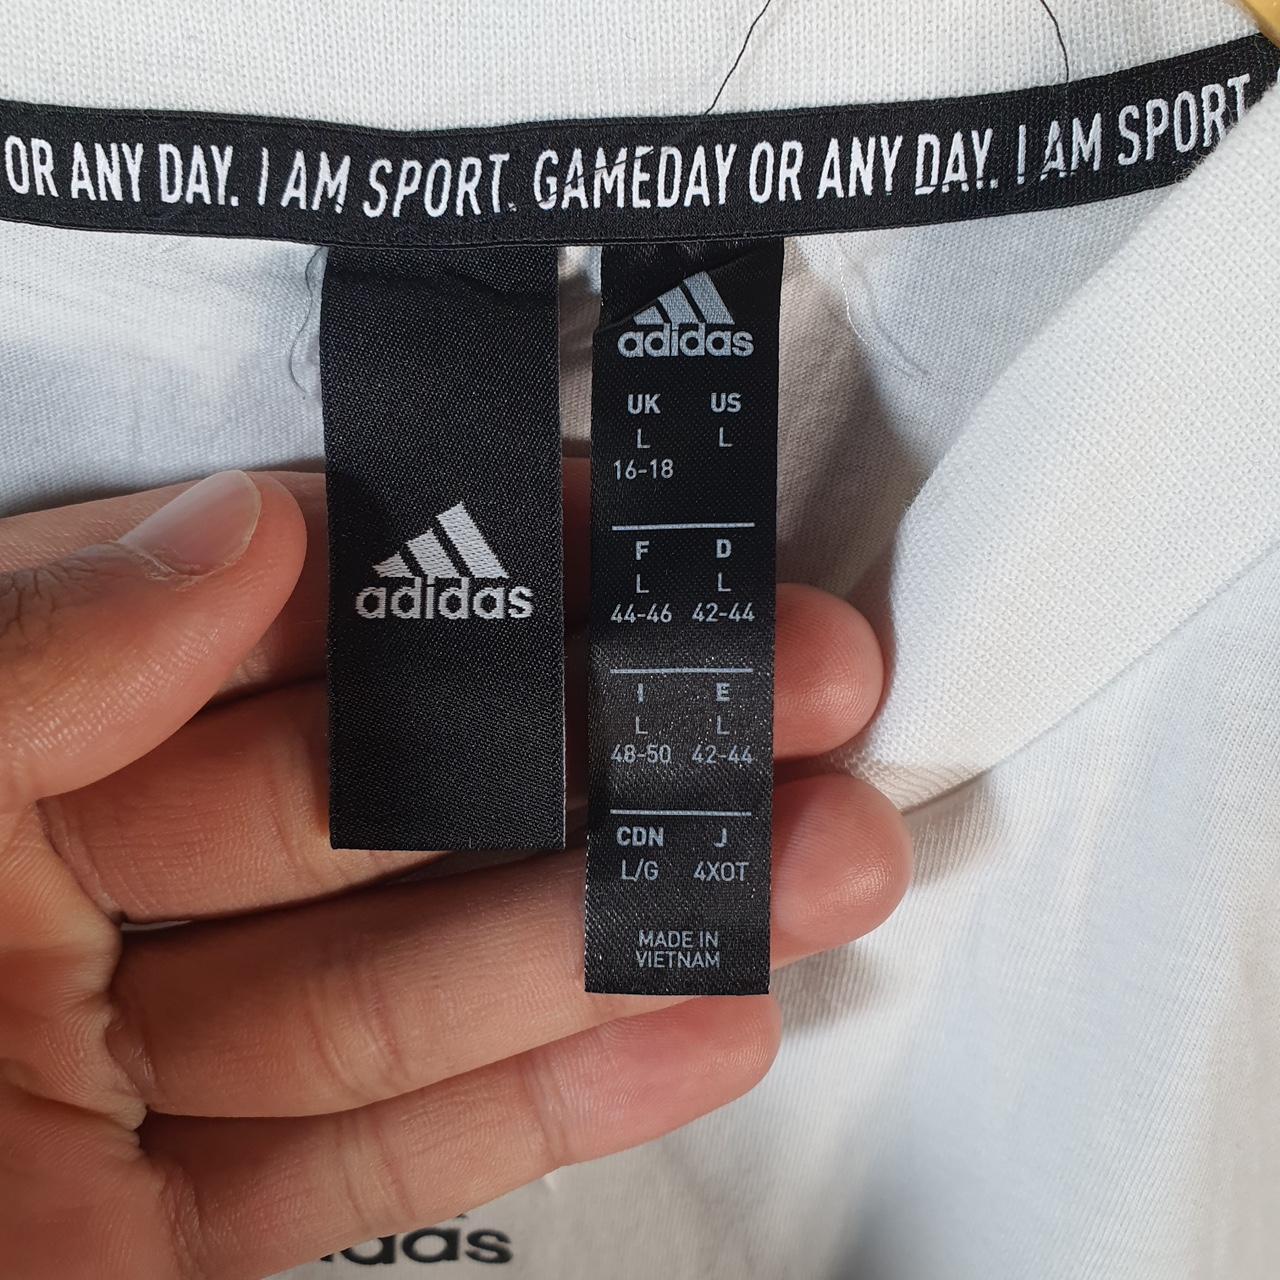 OR ANY DAY. I AM SPORT. GAMEDAY OR ANY DAY. I AM SPORT
adidas
adidas
UK US
L L
16-18
F D
L L
44-46 42-44
I E
L L
48-50 42-44
CDN J
L/G 4XOT
MADE IN
VIETNAM
adidas